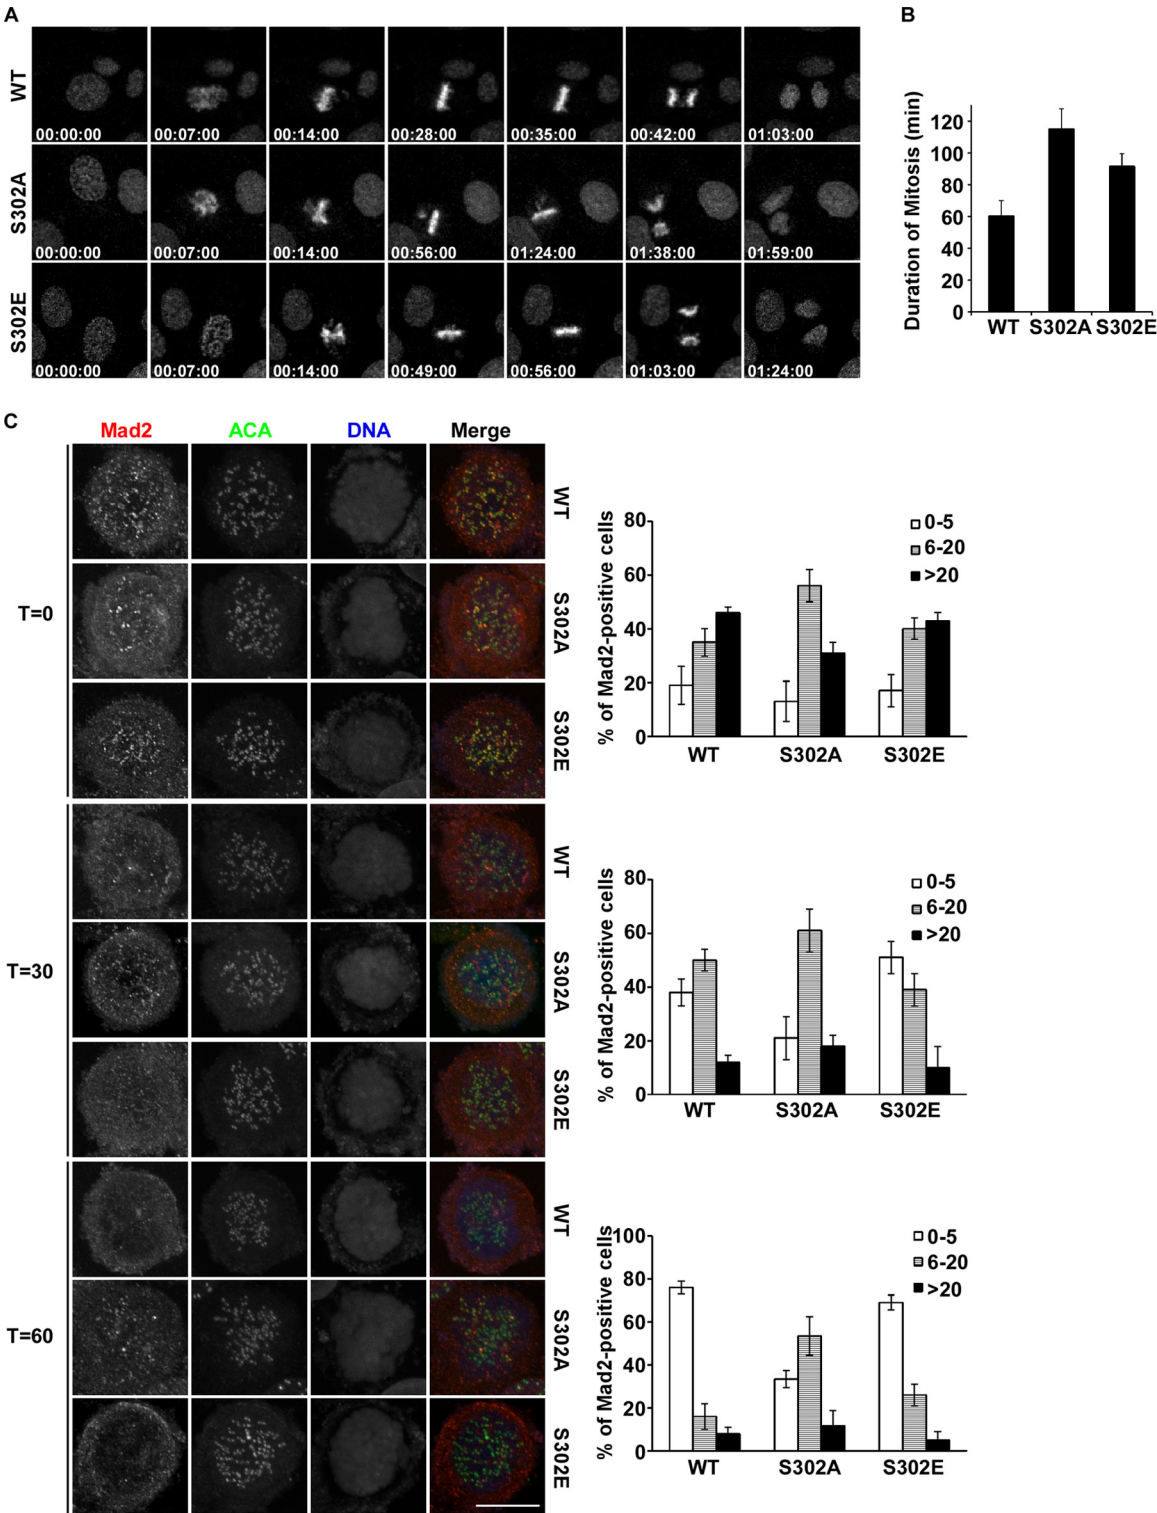 A
WT
00:00:00 00:07:00 00:14:00 00:28:00 00:35:00 00:42:00 01:03:00
S302A
00:00:00 00:07:00 00:14:00 00:56:00 01:24:00 01:38:00 01:59:00
S302E
00:00:00 00:07:00 00:14:00 00:49:00 00:56:00 01:03:00 01:24:00
B
Duration of Mitosis (min)
120
100
80
60
40
20
0
WT S302A S302E
C
Mad2 ACA DNA Merge
T=0
WT
S302A
S302E
T=30
WT
S302A
S302E
T=60
WT
S302A
S302E
% of Mad2-positive cells
80
60
40
20
0
0-5
6-20
>20
WT S302A S302E
% of Mad2-positive cells
80
60
40
20
0
0-5
6-20
>20
WT S302A S302E
% of Mad2-positive cells
100
80
60
40
20
0
0-5
6-20
>20
WT S302A S302E